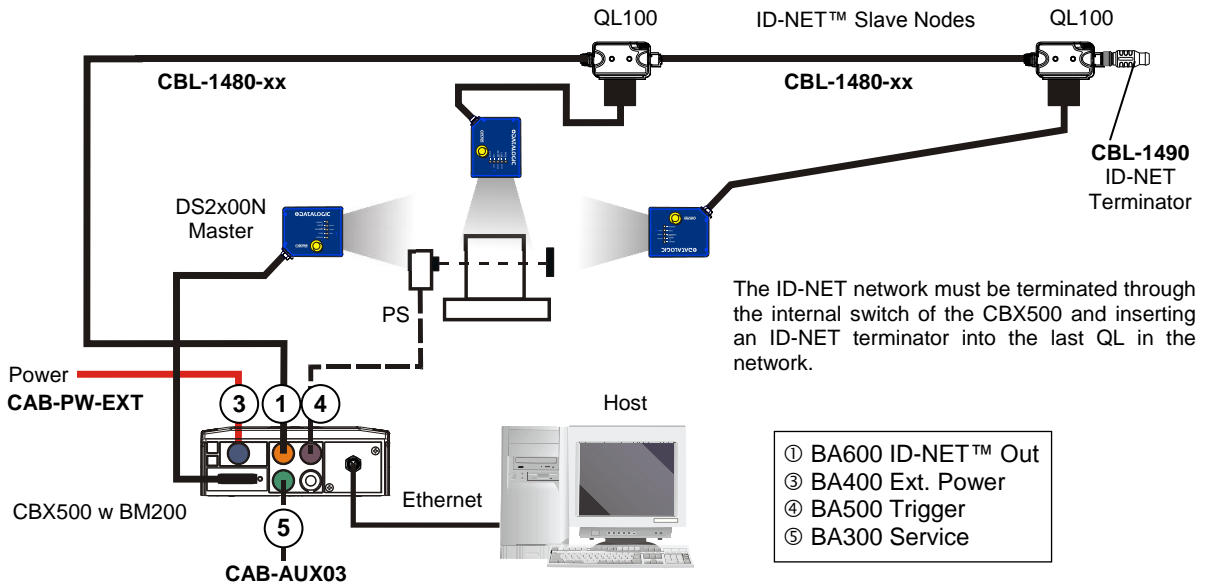 QL100
ID-NET™ Slave Nodes
QL100
CBL-1480-xx
CBL-1480-xx
CBL-1490
ID-NET
Terminator
DATALOGIC
DS2x00N
Master
DATALOGIC
DATALOGIC
PS
The ID-NET network must be terminated through
the internal switch of the CBX500 and inserting
an ID-NET terminator into the last QL in the
network.
Power
CAB-PW-EXT
3
1
4
Host
① BA600 ID-NET™ Out
③ BA400 Ext. Power
④ BA500 Trigger
⑤ BA300 Service
CBX500 w BM200
Ethernet
5
CAB-AUX03